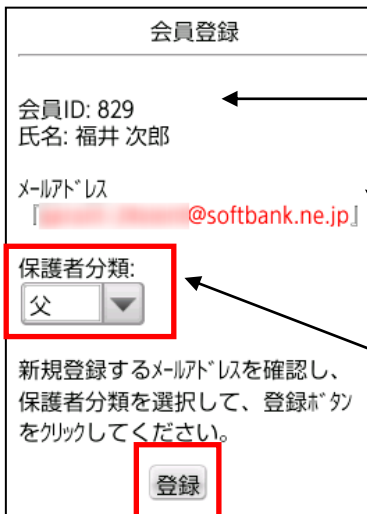 会員登録
会員ID: 829
氏名: 福井 次郎
ﾒｰﾙｱﾄﾞﾚｽ
『@softbank.ne.jp』
保護者分類:
父
新規登録するﾒｰﾙｱﾄﾞﾚｽを確認し、
保護者分類を選択して、登録ﾎﾞﾀﾝ
をｸﾘｯｸしてください。
登録